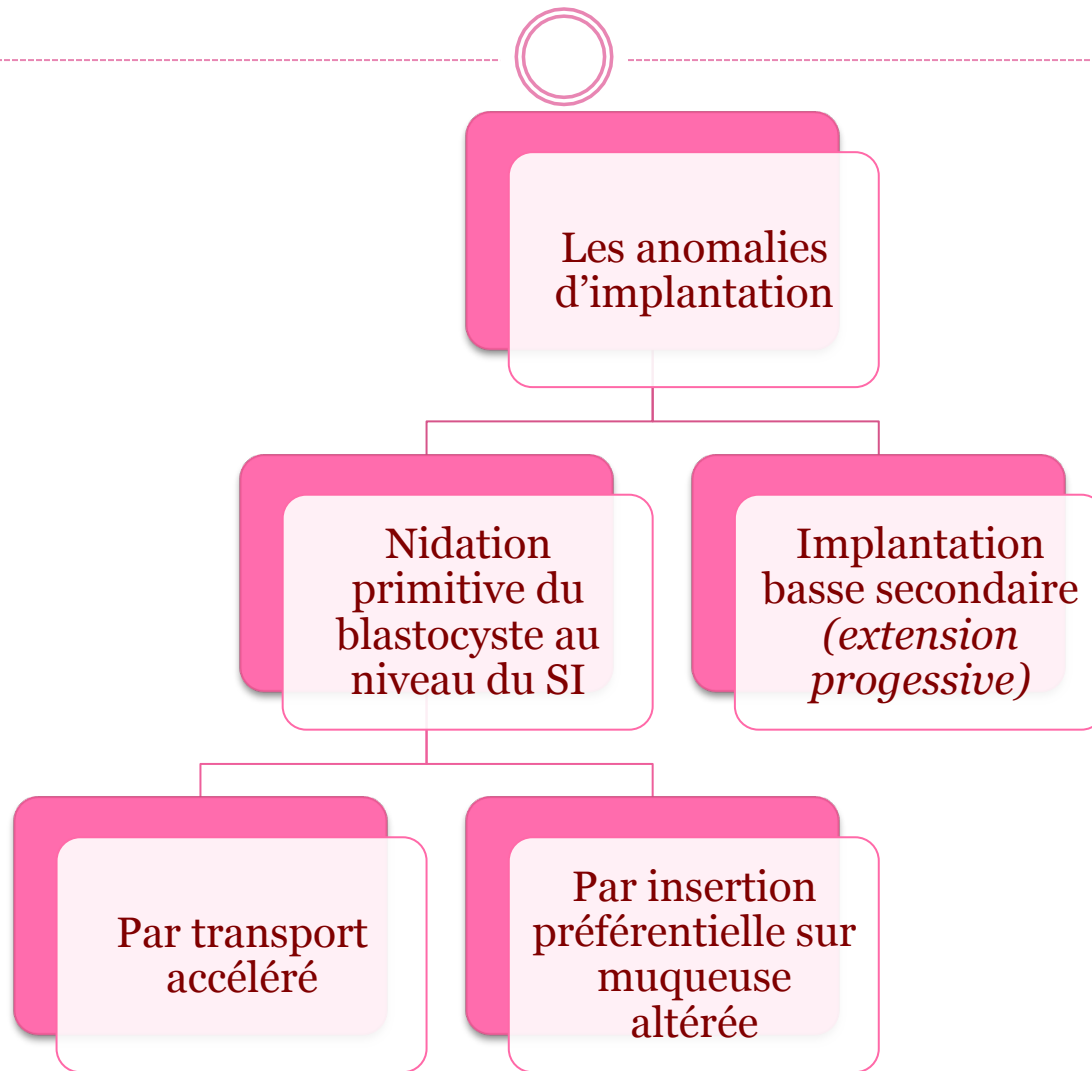 Les anomalies
d’implantation
Nidation
primitive du
blastocyste au
niveau du SI
Implantation
basse secondaire
(extension
progessive)
Par transport
accéléré
Par insertion
préférentielle sur
muqueuse
altérée